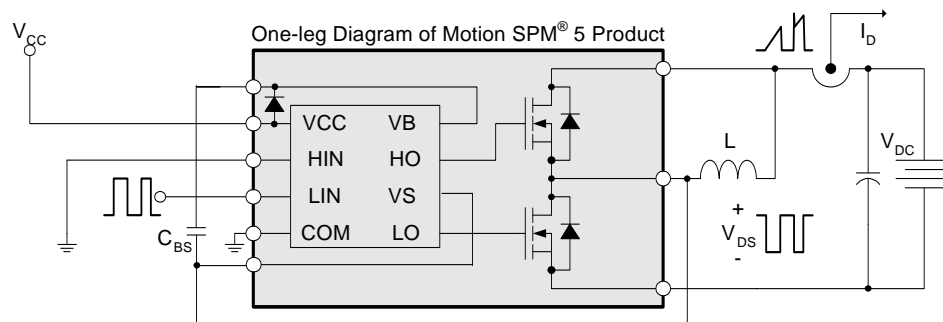 One-leg Diagram of Motion SPM® 5 Product
V_CC
I_D
VCC VB
HIN HO
LIN VS
COM LO
C_BS
L
V_DC
+
V_DS
-